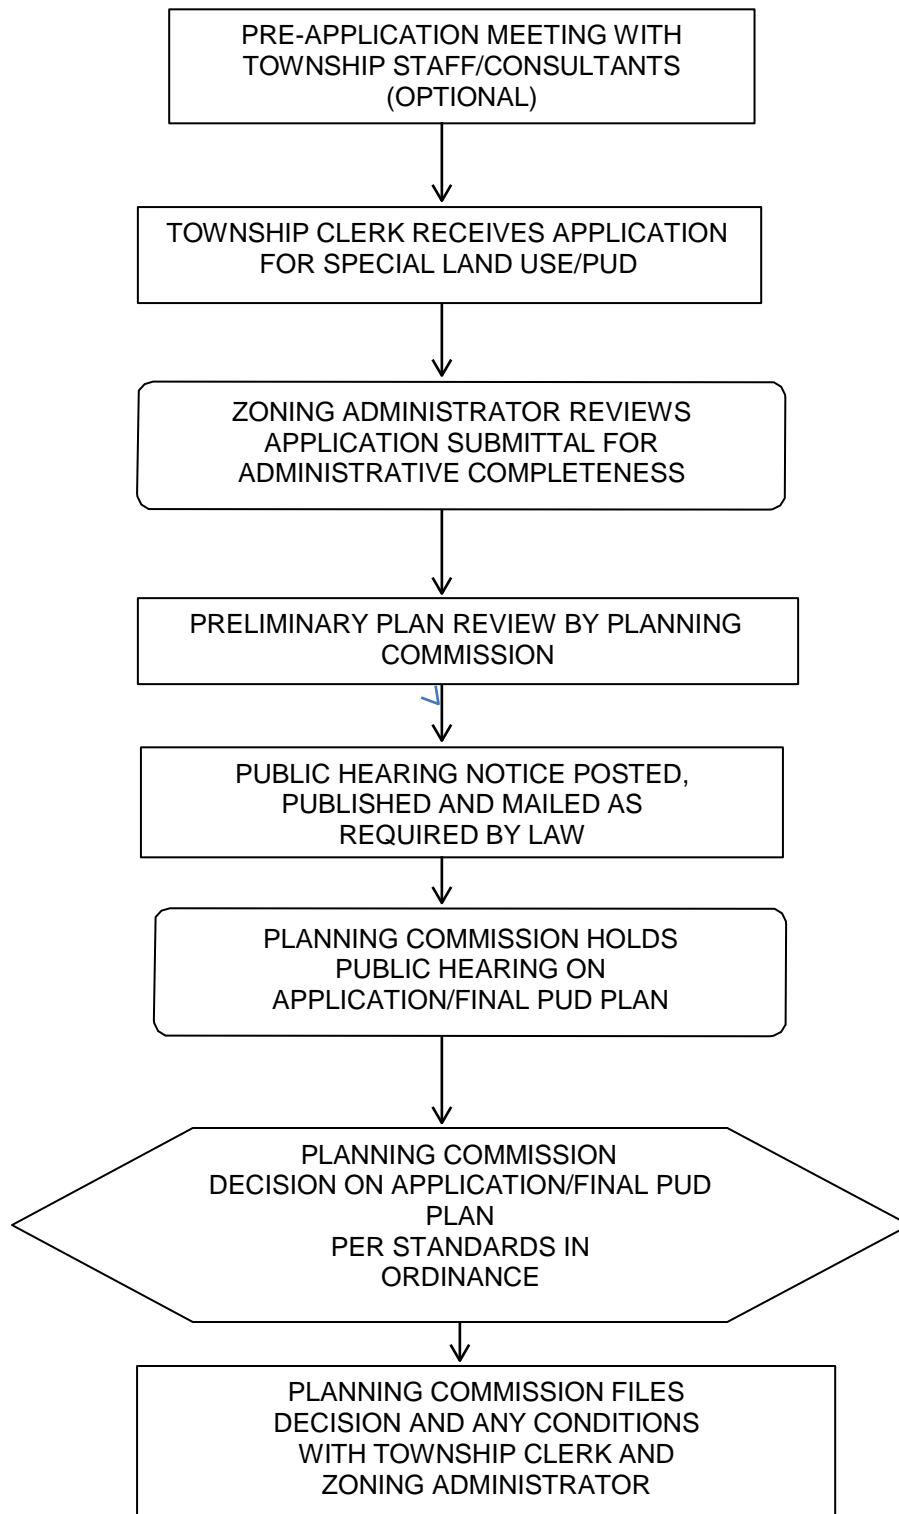 PRE-APPLICATION MEETING WITH
TOWNSHIP STAFF/CONSULTANTS
(OPTIONAL)
TOWNSHIP CLERK RECEIVES APPLICATION
FOR SPECIAL LAND USE/PUD
ZONING ADMINISTRATOR REVIEWS
APPLICATION SUBMITTAL FOR
ADMINISTRATIVE COMPLETENESS
PRELIMINARY PLAN REVIEW BY PLANNING
COMMISSION
PUBLIC HEARING NOTICE POSTED,
PUBLISHED AND MAILED AS
REQUIRED BY LAW
PLANNING COMMISSION HOLDS
PUBLIC HEARING ON
APPLICATION/FINAL PUD PLAN
PLANNING COMMISSION
DECISION ON APPLICATION/FINAL PUD
PLAN
PER STANDARDS IN
ORDINANCE
PLANNING COMMISSION FILES
DECISION AND ANY CONDITIONS
WITH TOWNSHIP CLERK AND
ZONING ADMINISTRATOR